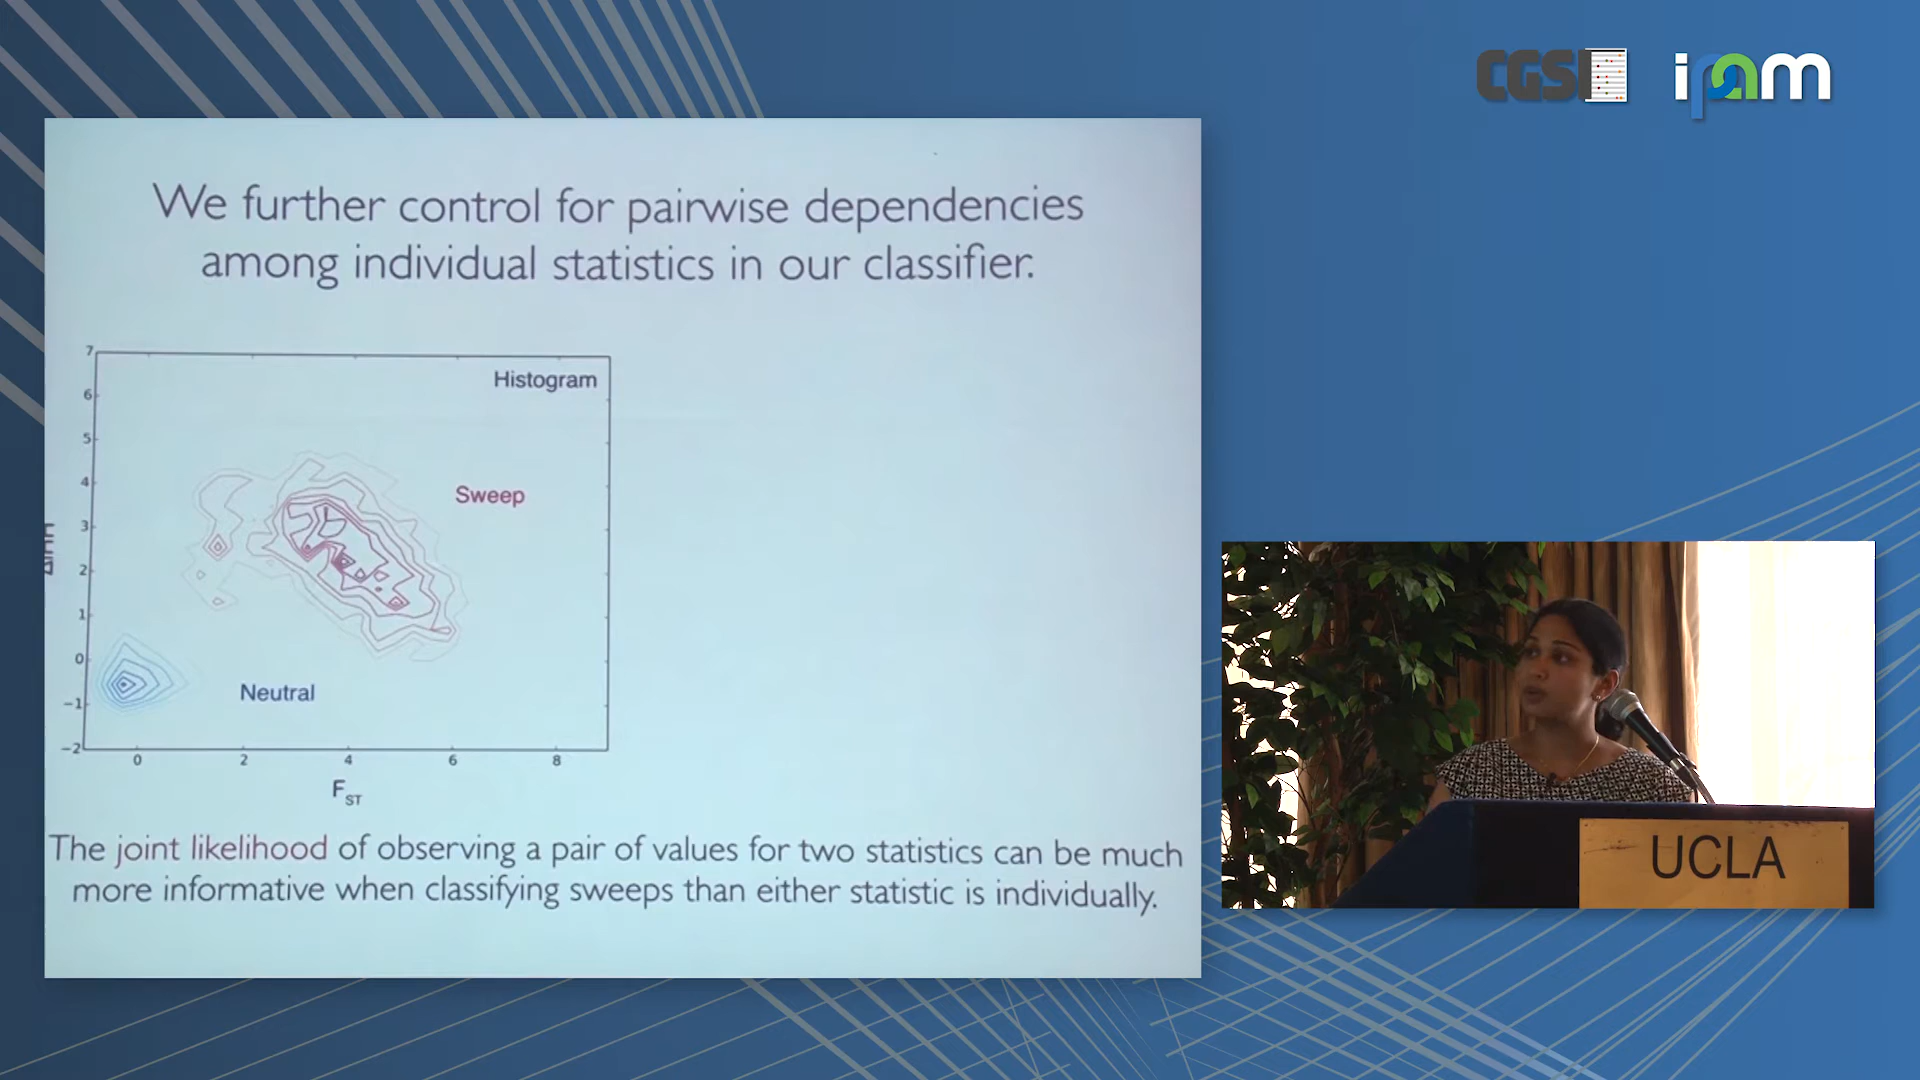 CGSI
ipam
We further control for pairwise dependencies
among individual statistics in our classifier.
7
6
5
4
3
2
1
0
−1
−2
Histogram
Sweep
Neutral
0 2 4 6 8
F_ST
The joint likelihood of observing a pair of values for two statistics can be much
more informative when classifying sweeps than either statistic is individually.
UCLA